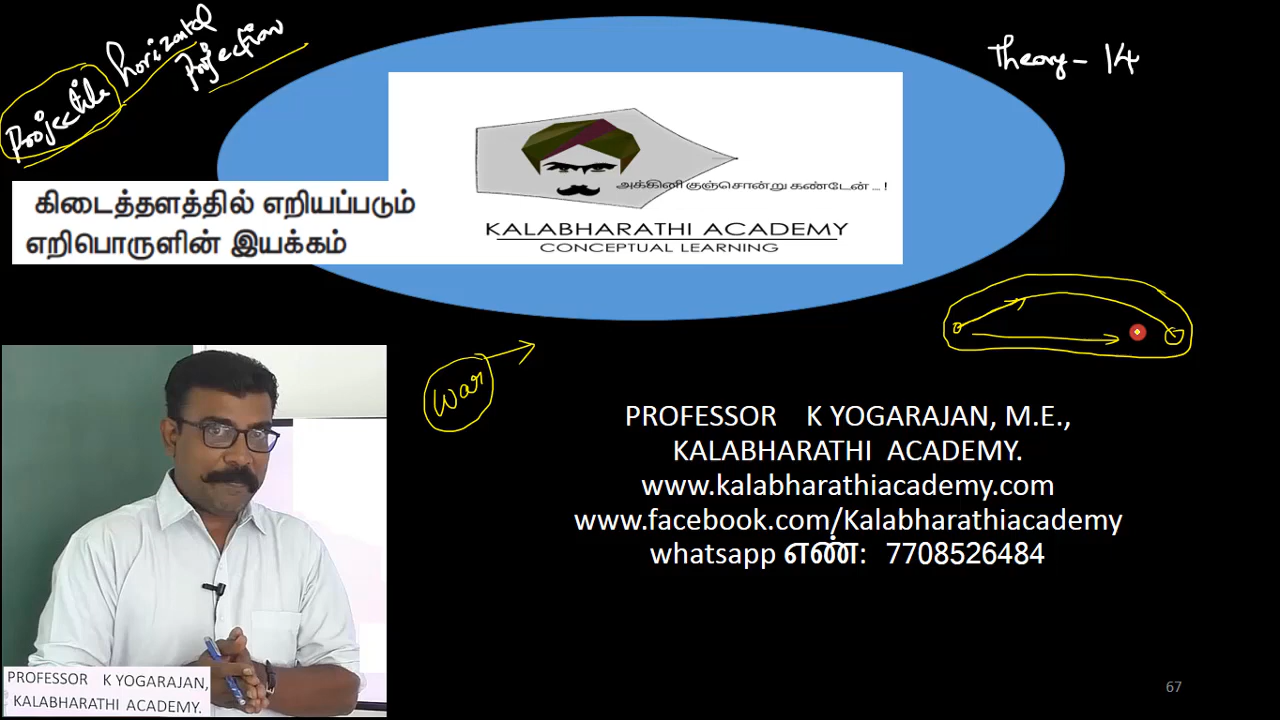 Projectile horizontal
Projection
Theory - 14
அக்கினி குஞ்சொன்று கண்டேன் ...!
KALABHARATHI ACADEMY
CONCEPTUAL LEARNING
கிடைத்தளத்தில் எறியப்படும்
எறிபொருளின் இயக்கம்
war
PROFESSOR K YOGARAJAN, M.E.,
KALABHARATHI ACADEMY.
www.kalabharathiacademy.com
www.facebook.com/Kalabharathiacademy
whatsapp எண்: 7708526484
PROFESSOR K YOGARAJAN,
KALABHARATHI ACADEMY.
67